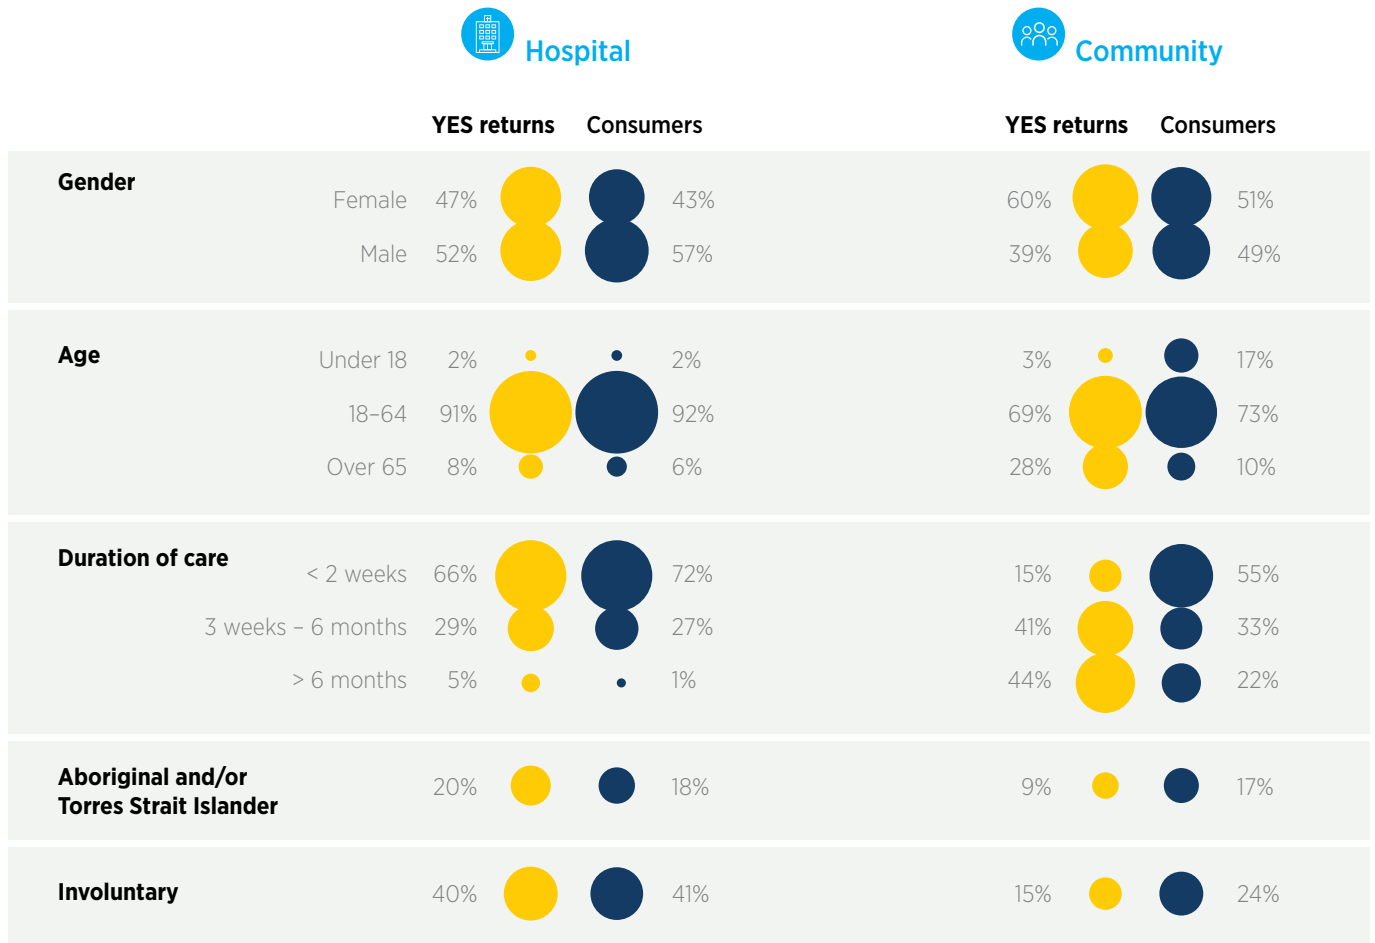 Hospital Community
YES returns Consumers YES returns Consumers
Gender
Female 47% 43% 60% 51%
Male 52% 57% 39% 49%
Age
Under 18 2% 2% 3% 17%
18–64 91% 92% 69% 73%
Over 65 8% 6% 28% 10%
Duration of care
< 2 weeks 66% 72% 15% 55%
3 weeks – 6 months 29% 27% 41% 33%
> 6 months 5% 1% 44% 22%
Aboriginal and/or
Torres Strait Islander
20% 18% 9% 17%
Involuntary 40% 41% 15% 24%